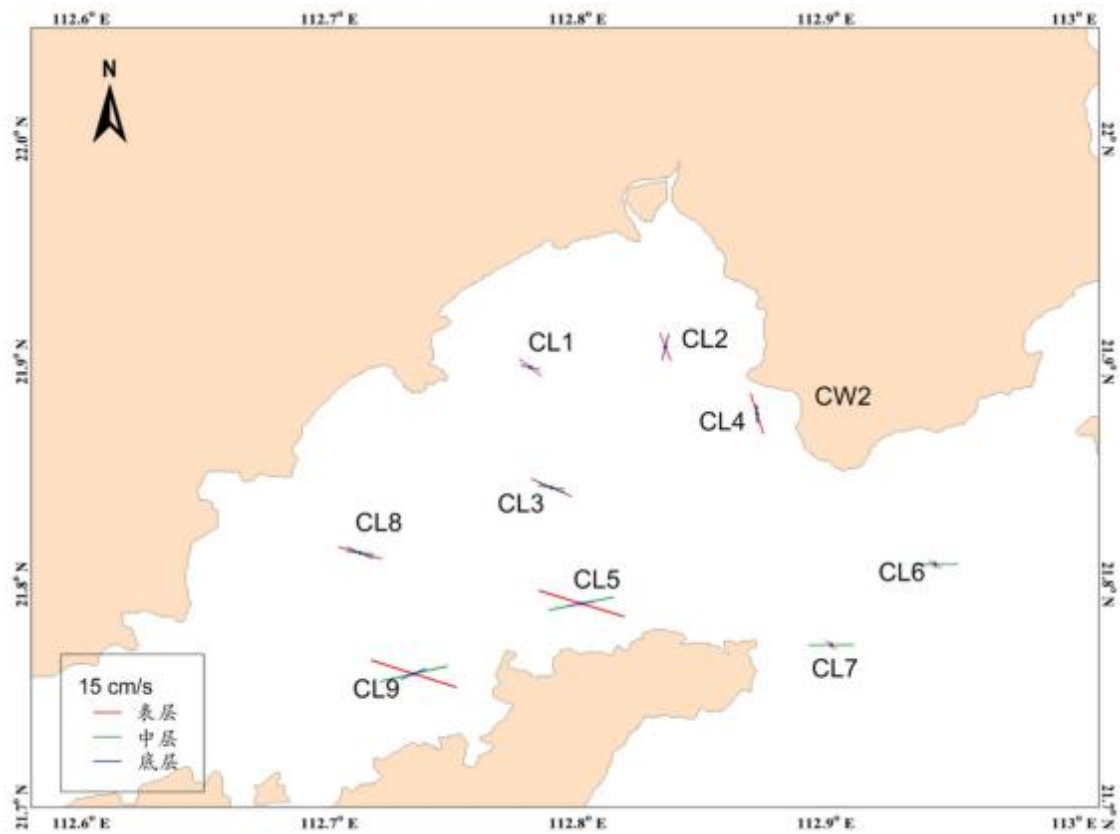 112.6° E 112.7° E 112.8° E 112.9° E 113° E
N
22.0° N
22° N
CL1
CL2
21.9° N
21.9° N
CW2
CL4
CL3
CL8
CL6
CL5
21.8° N
21.8° N
CL7
CL9
15 cm/s
表层
中层
底层
21.7° N
21.7° N
112.6° E 112.7° E 112.8° E 112.9° E 113° E